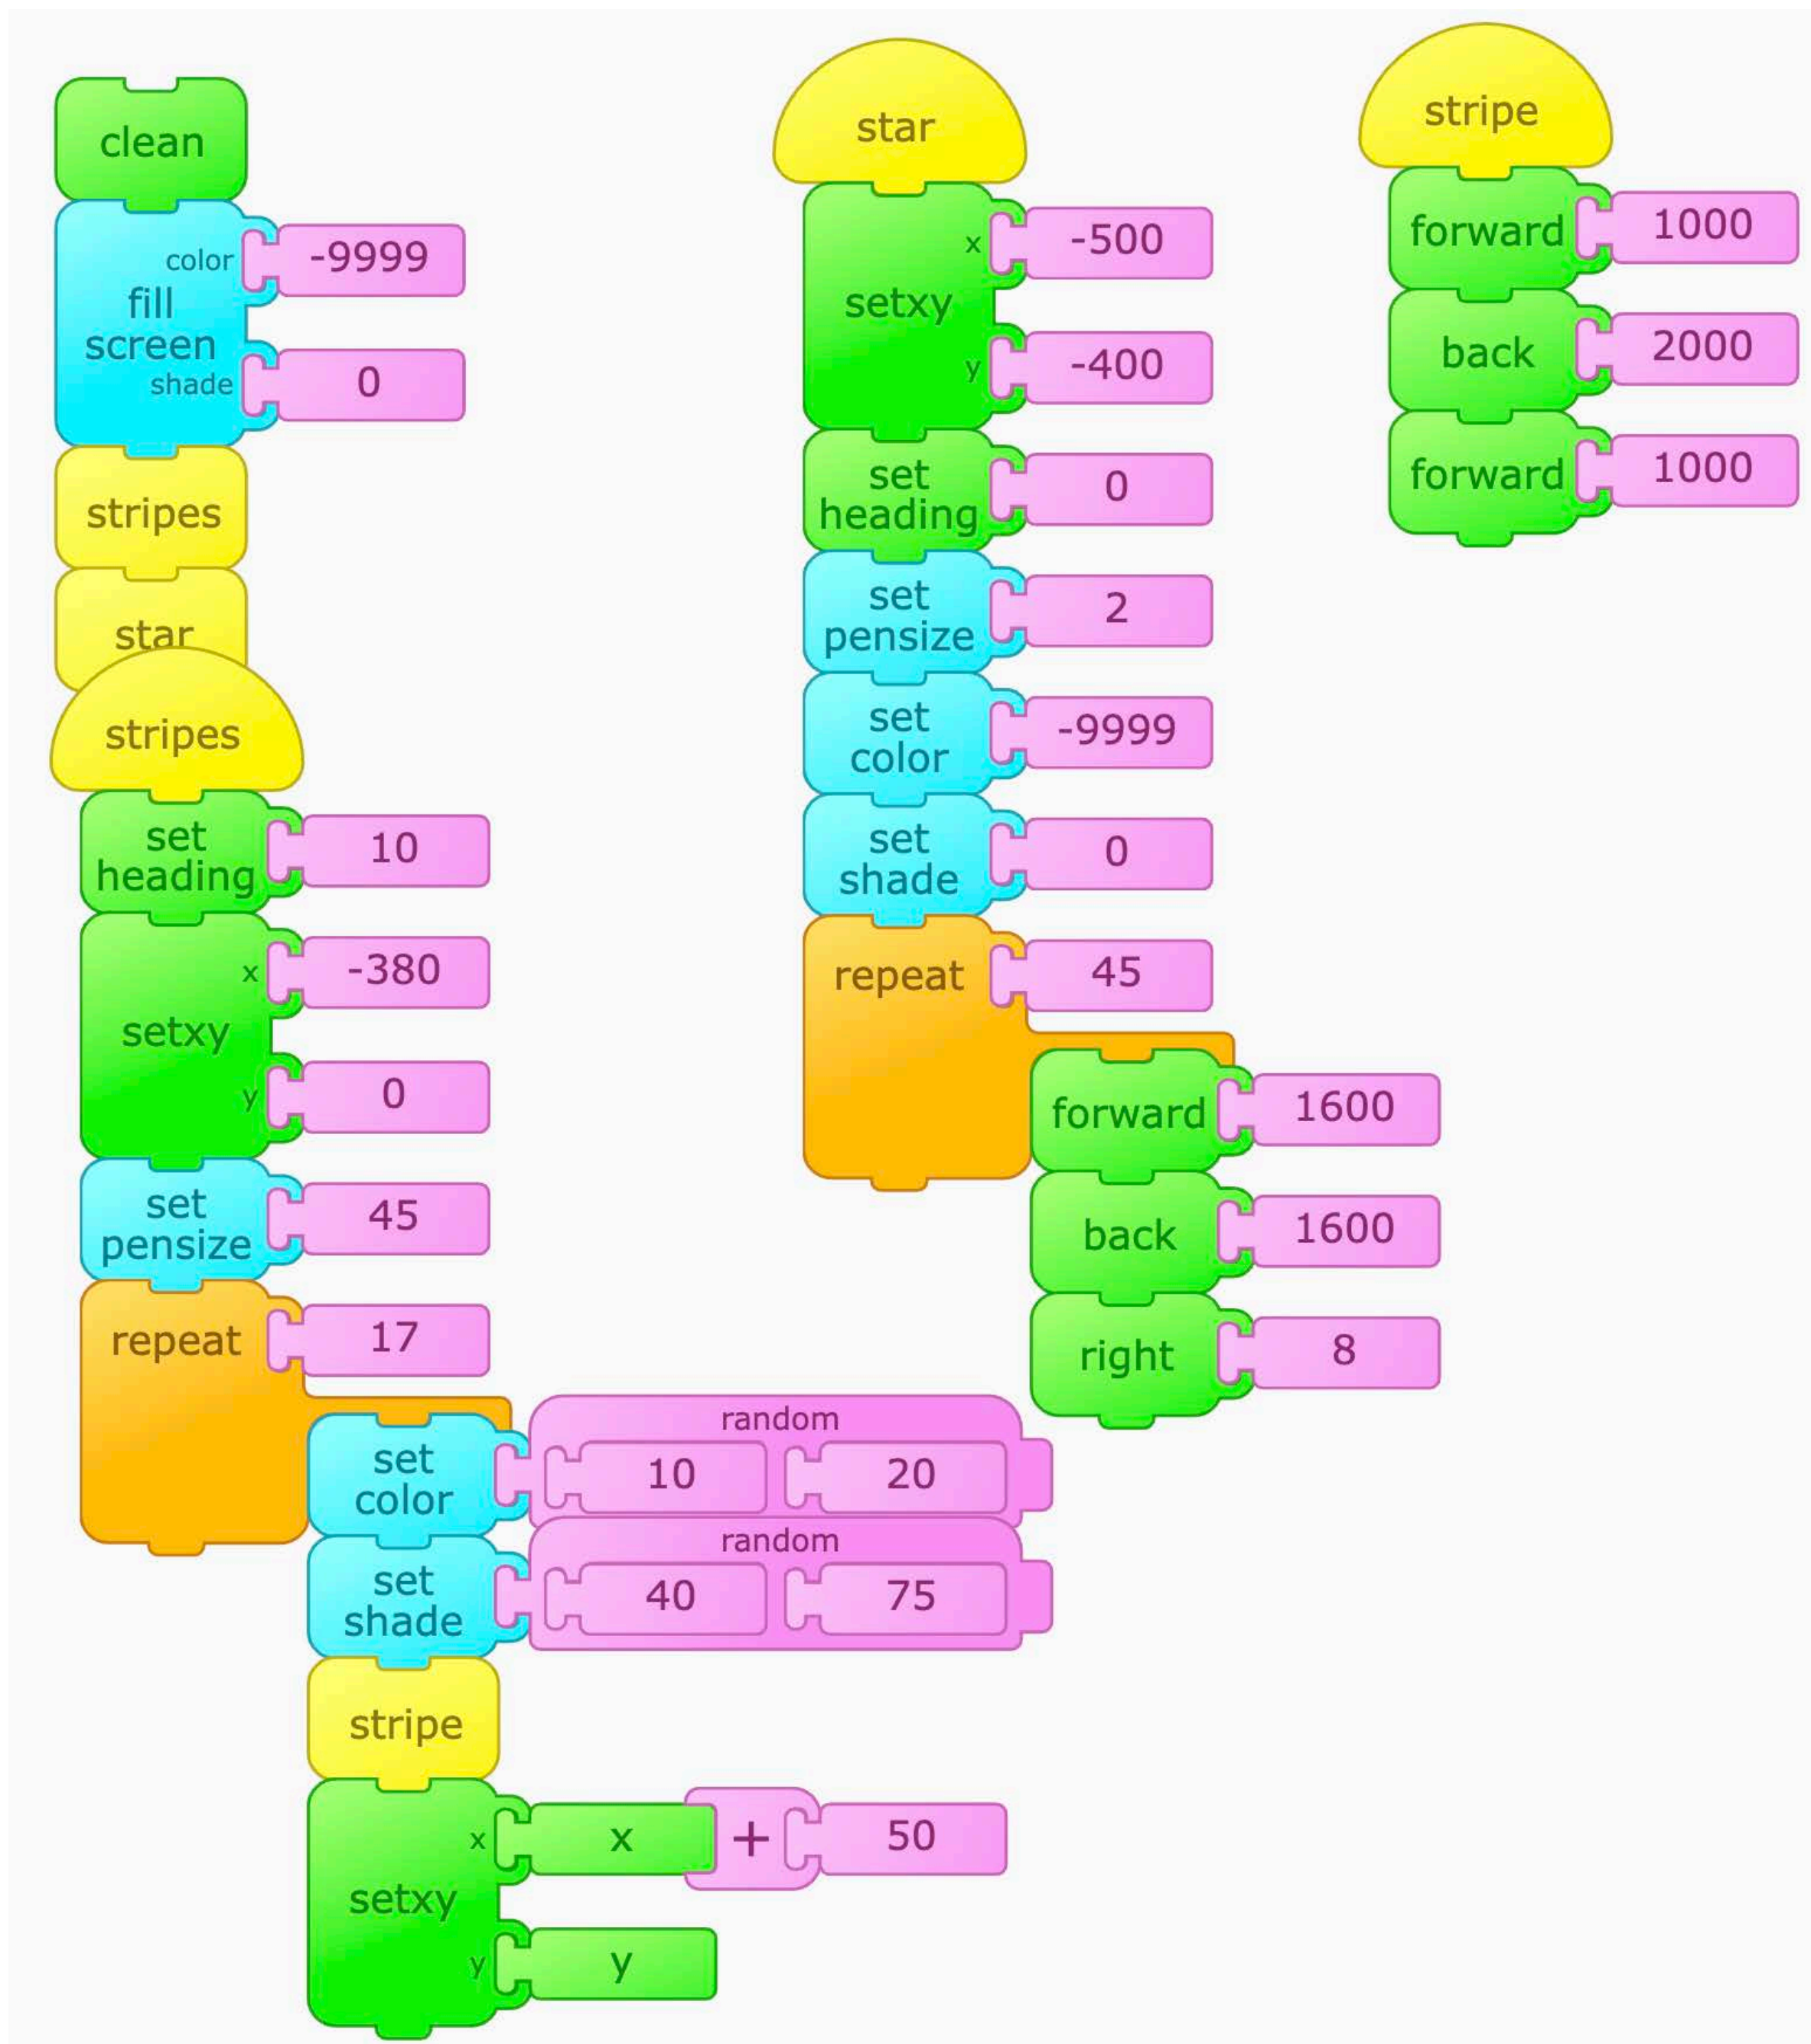 clean
color -9999
fill
screen
shade 0
stripes
star
stripes
set
heading 10
x -380
setxy
y 0
set
pensize 45
repeat 17
random
set
color 10 20
random
set
shade 40 75
stripe
x x + 50
setxy
y y
star
x -500
setxy
y -400
set
heading 0
set
pensize 2
set
color -9999
set
shade 0
repeat 45
forward 1600
back 1600
right 8
stripe
forward 1000
back 2000
forward 1000